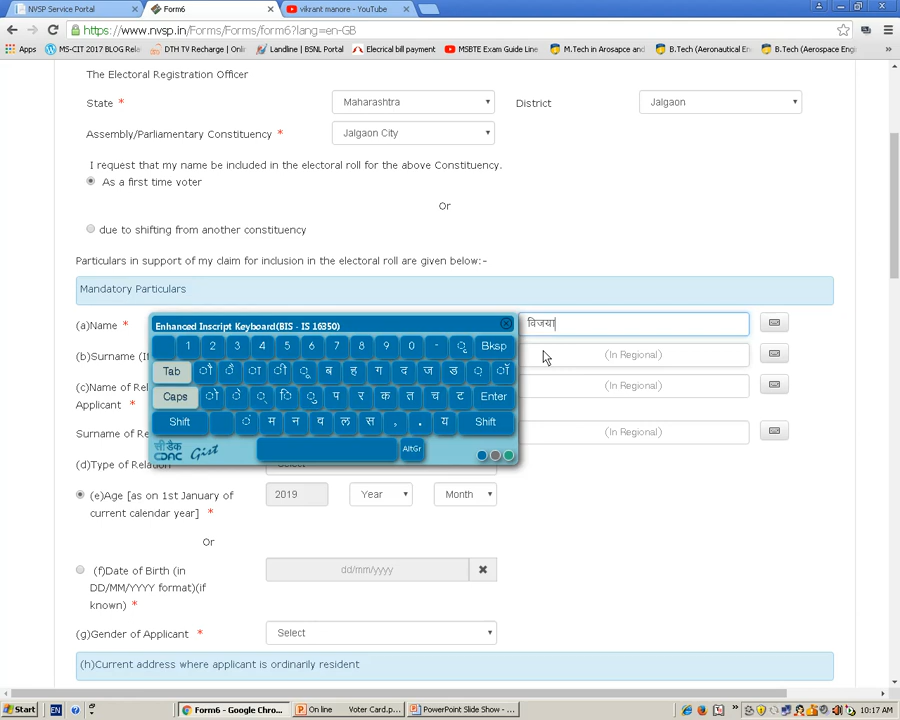 NVSP Service Portal
Form6
vikrant manore - YouTube
https://www.nvsp.in/Forms/Forms/form6?lang=en-GB
Apps
MS-CIT 2017 BLOG Rela
DTH TV Recharge | Onl
Landline | BSNL Portal
Elecrical bill payment
MSBTE Exam Guide Line
M.Tech in Arosapce and
B.Tech (Aeronautical En
B.Tech (Aerospace Eng
The Electoral Registration Officer
State * Maharashtra District Jalgaon
Assembly/Parliamentary Constituency * Jalgaon City
I request that my name be included in the electoral roll for the above Constituency.
As a first time voter
Or
due to shifting from another constituency
Particulars in support of my claim for inclusion in the electoral roll are given below:-
Mandatory Particulars
(a)Name * विजया
Enhanced Inscript Keyboard(BIS - IS 16350)
1 2 3 4 5 6 7 8 9 0 - ृ Bksp
Tab ौ ै ा ी ू ब ह ग द ज ड ़ ॉ
Caps ो े ् ि ु प र क त च ट Enter
Shift ं म न व ल स , . य Shift
सी डैक
CDAC Gist AltGr
(b)Surname (I (In Regional)
(c)Name of Rel (In Regional)
Applicant *
Surname of Re (In Regional)
(d)Type of Relation
(e)Age [as on 1st January of
current calendar year] *
2019 Year Month
Or
(f)Date of Birth (in
DD/MM/YYYY format)(if
known) *
dd/mm/yyyy
(g)Gender of Applicant * Select
(h)Current address where applicant is ordinarily resident
Start EN Form6 - Google Chro... On line Voter Card.p... PowerPoint Slide Show - ... 10:17 AM